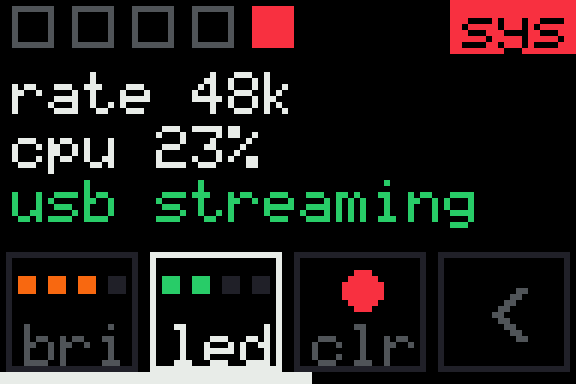 sys
rate 48k
cpu 23%
usb streaming
bri led clr <